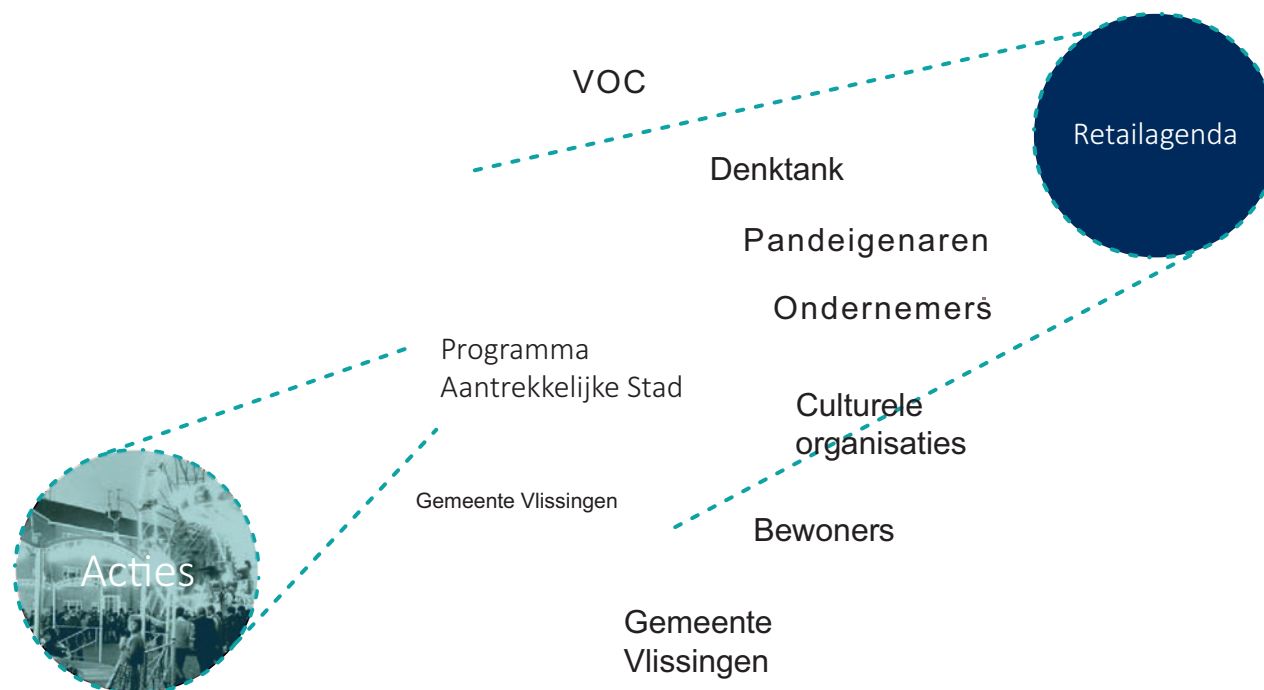 VOC
Retailagenda
Denktank
Pandeigenaren
Ondernemers
Programma
Aantrekkelijke Stad
Culturele
organisaties
Gemeente Vlissingen
Bewoners
Acties
Gemeente
Vlissingen